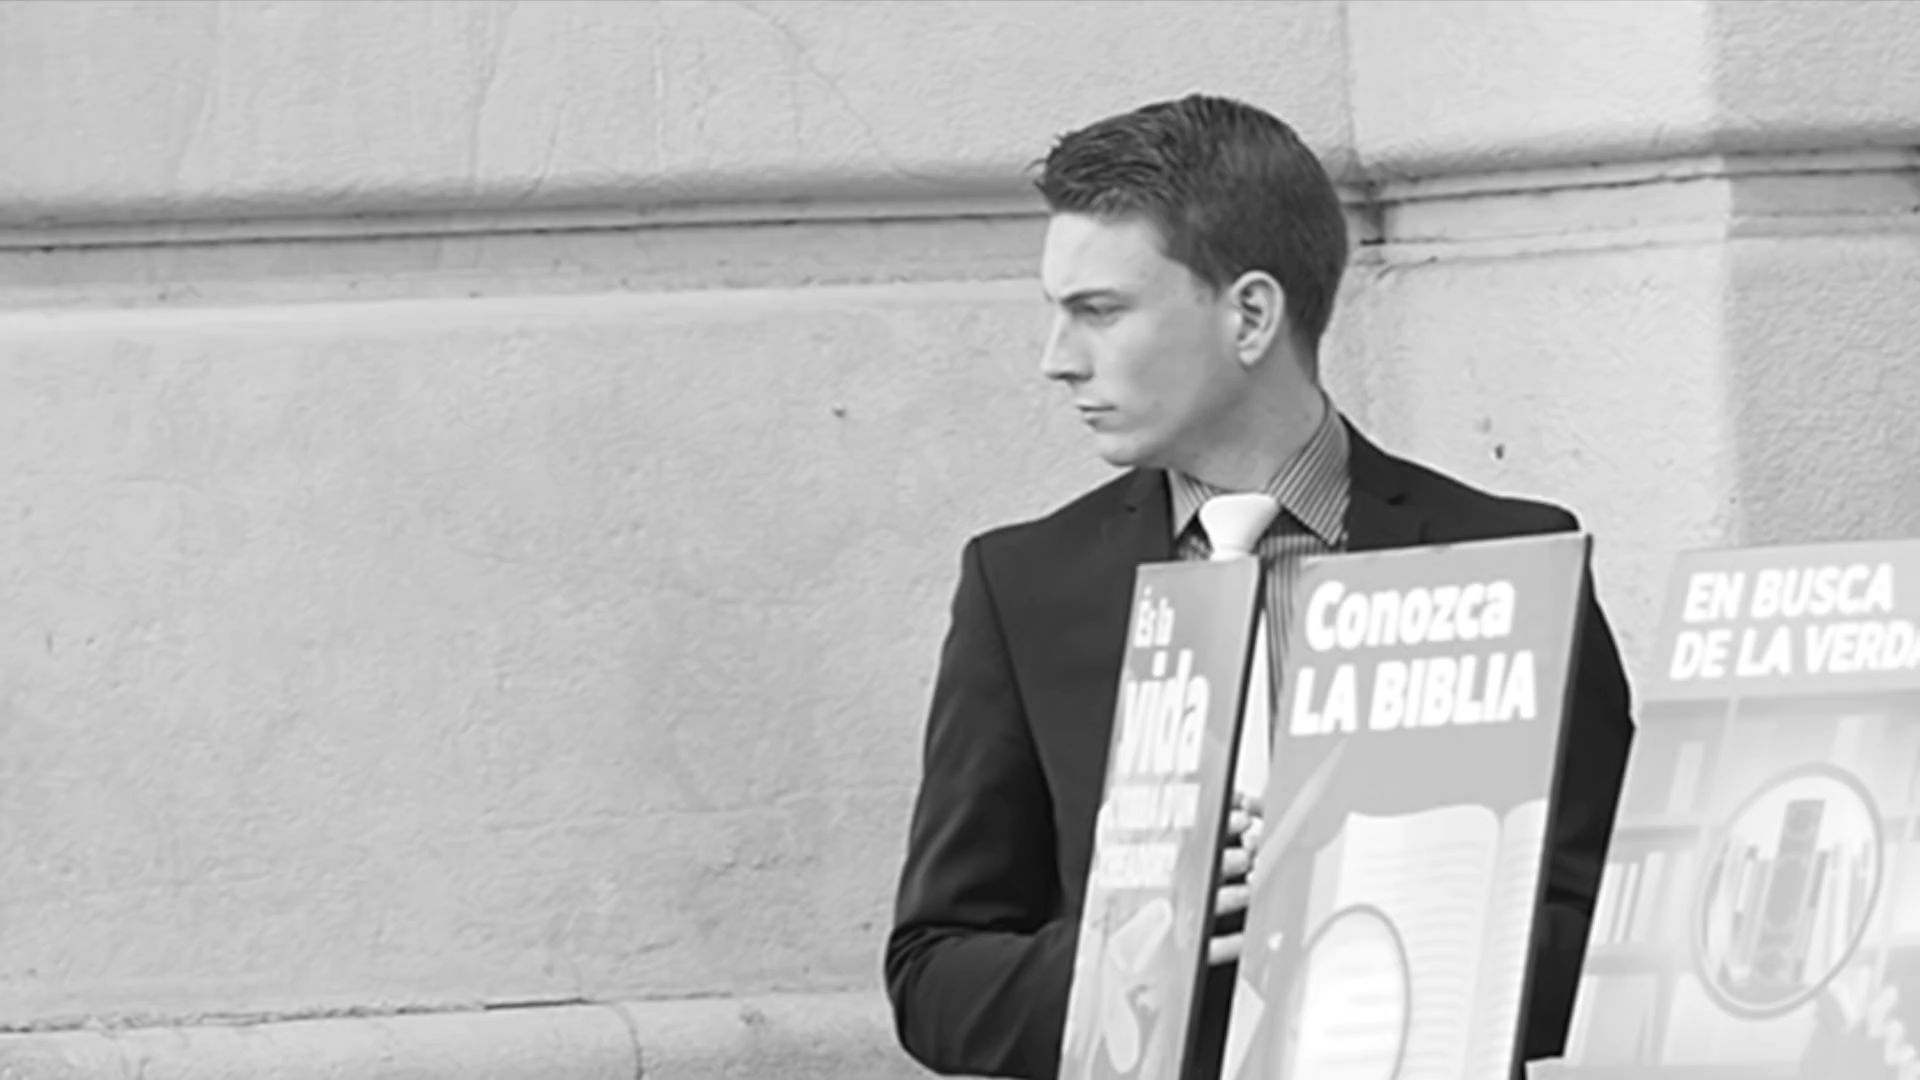 Es la
vida
Conozca
LA BIBLIA
EN BUSCA
DE LA VERDA